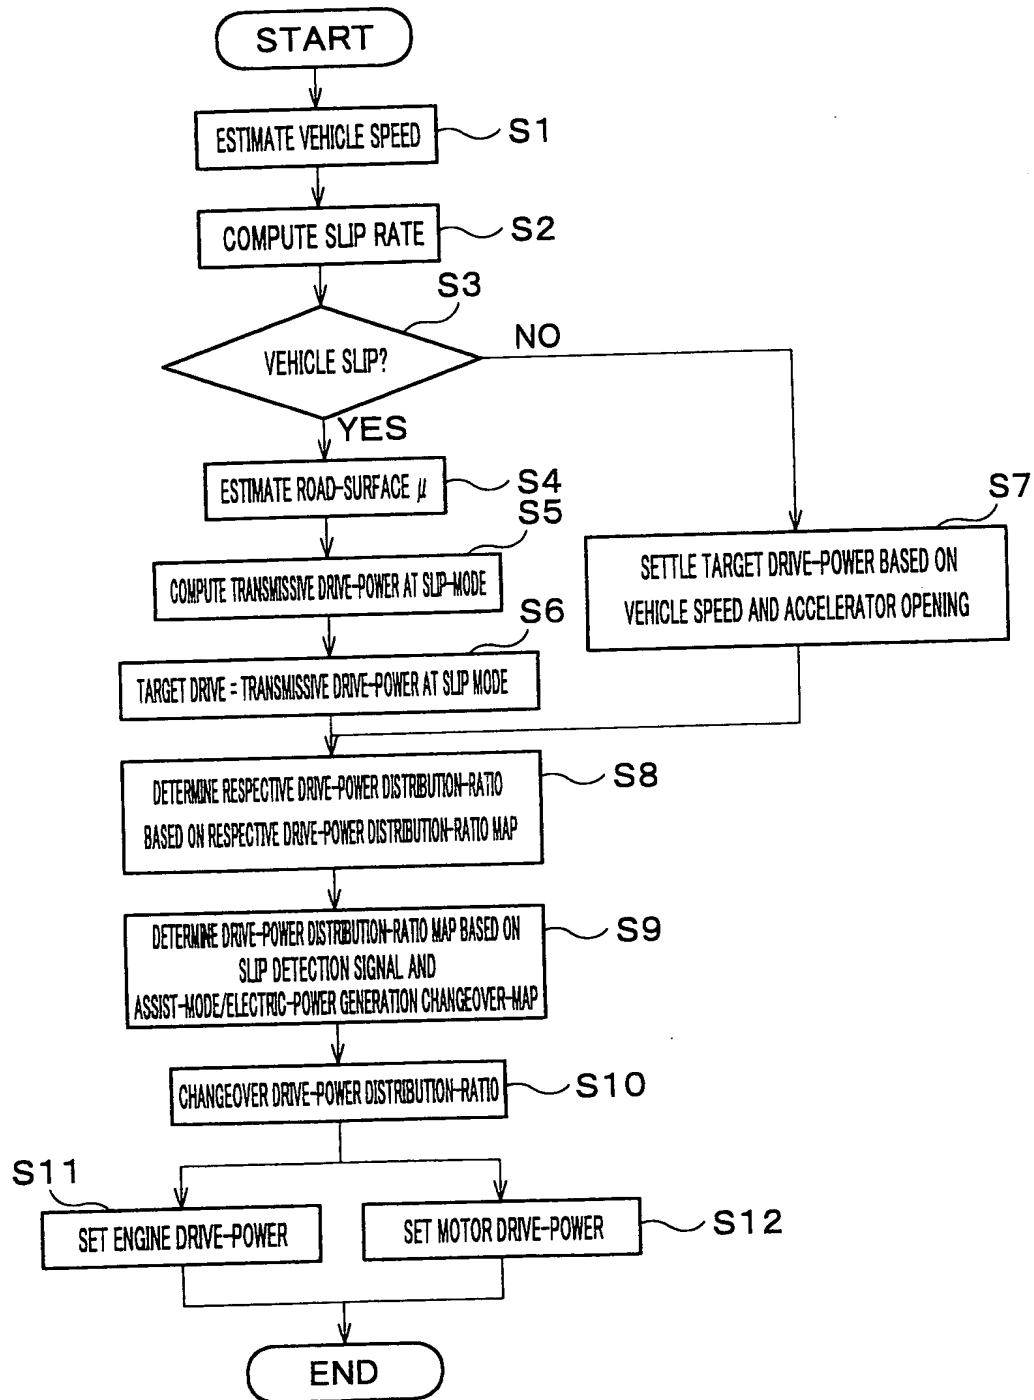 START
ESTIMATE VEHICLE SPEED
S1
COMPUTE SLIP RATE
S2
S3
VEHICLE SLIP?
NO
YES
ESTIMATE ROAD-SURFACE μ
S4
S5
COMPUTE TRANSMISSIVE DRIVE-POWER AT SLIP-MODE
S7
SETTLE TARGET DRIVE-POWER BASED ON
VEHICLE SPEED AND ACCELERATOR OPENING
S6
TARGET DRIVE = TRANSMISSIVE DRIVE-POWER AT SLIP MODE
S8
DETERMINE RESPECTIVE DRIVE-POWER DISTRIBUTION-RATIO
BASED ON RESPECTIVE DRIVE-POWER DISTRIBUTION-RATIO MAP
S9
DETERMINE DRIVE-POWER DISTRIBUTION-RATIO MAP BASED ON
SLIP DETECTION SIGNAL AND
ASSIST-MODE/ELECTRIC-POWER GENERATION CHANGEOVER-MAP
CHANGEOVER DRIVE-POWER DISTRIBUTION-RATIO
S10
S11
SET ENGINE DRIVE-POWER
SET MOTOR DRIVE-POWER
S12
END